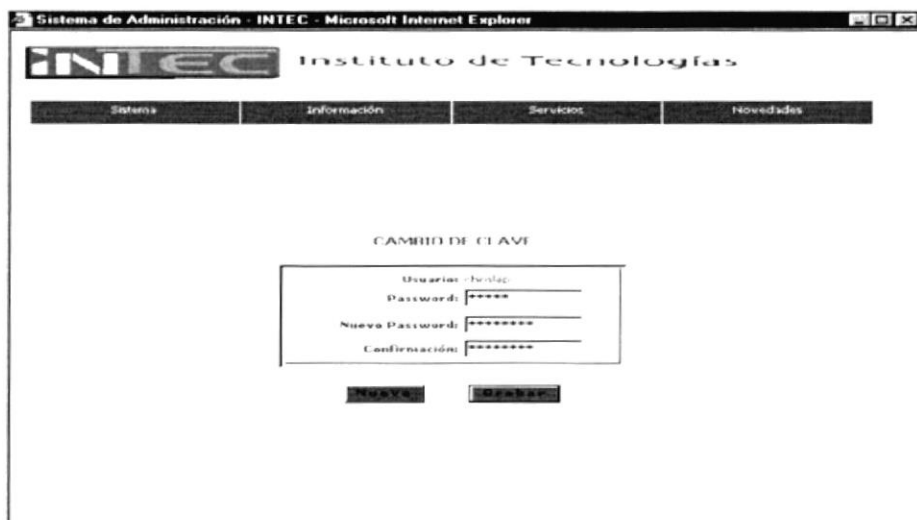 Sistema de Administración - INTEC - Microsoft Internet Explorer
iNTEC Instituto de Tecnologías
Sistema Información Servicios Novedades
CAMBIO DE CLAVE
Usuario:
Password: *****
Nuevo Password: ********
Confirmación: ********
Nuevo Grabar